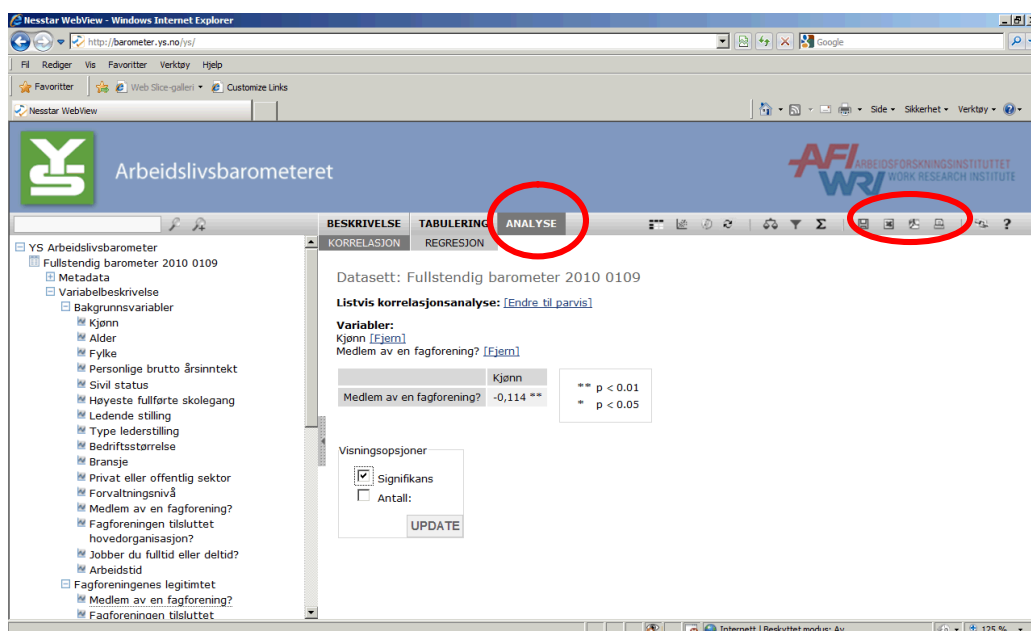 Nesstar WebView - Windows Internet Explorer
http://barometer.ys.no/ys/
Google
Fil Rediger Vis Favoritter Verktøy Hjelp
Favoritter Web Slice-galleri Customize Links
Nesstar WebView
Side Sikkerhet Verktøy
YS
Arbeidslivsbarometeret
AFI ARBEIDSFORSKNINGSINSTITUTTET
WRI WORK RESEARCH INSTITUTE
BESKRIVELSE TABULERING ANALYSE
KORRELASJON REGRESJON
YS Arbeidslivsbarometer
Fullstendig barometer 2010 0109
Metadata
Variabelbeskrivelse
Bakgrunnsvariabler
Kjønn
Alder
Fylke
Personlige brutto årsinntekt
Sivil status
Høyeste fullførte skolegang
Ledende stilling
Type lederstilling
Bedriftsstørrelse
Bransje
Privat eller offentlig sektor
Forvaltningsnivå
Medlem av en fagforening?
Fagforeningen tilsluttet
hovedorganisasjon?
Jobber du fulltid eller deltid?
Arbeidstid
Fagforeningenes legitimtet
Medlem av en fagforening?
Fagforeningen tilsluttet
Datasett: Fullstendig barometer 2010 0109
Listvis korrelasjonsanalyse: [Endre til parvis]
Variabler:
Kjønn [Fjern]
Medlem av en fagforening? [Fjern]
Kjønn
Medlem av en fagforening? -0,114 **
** p < 0.01
* p < 0.05
Visningsopsjoner
Signifikans
Antall:
UPDATE
Internett | Beskyttet modus: Av
125 %